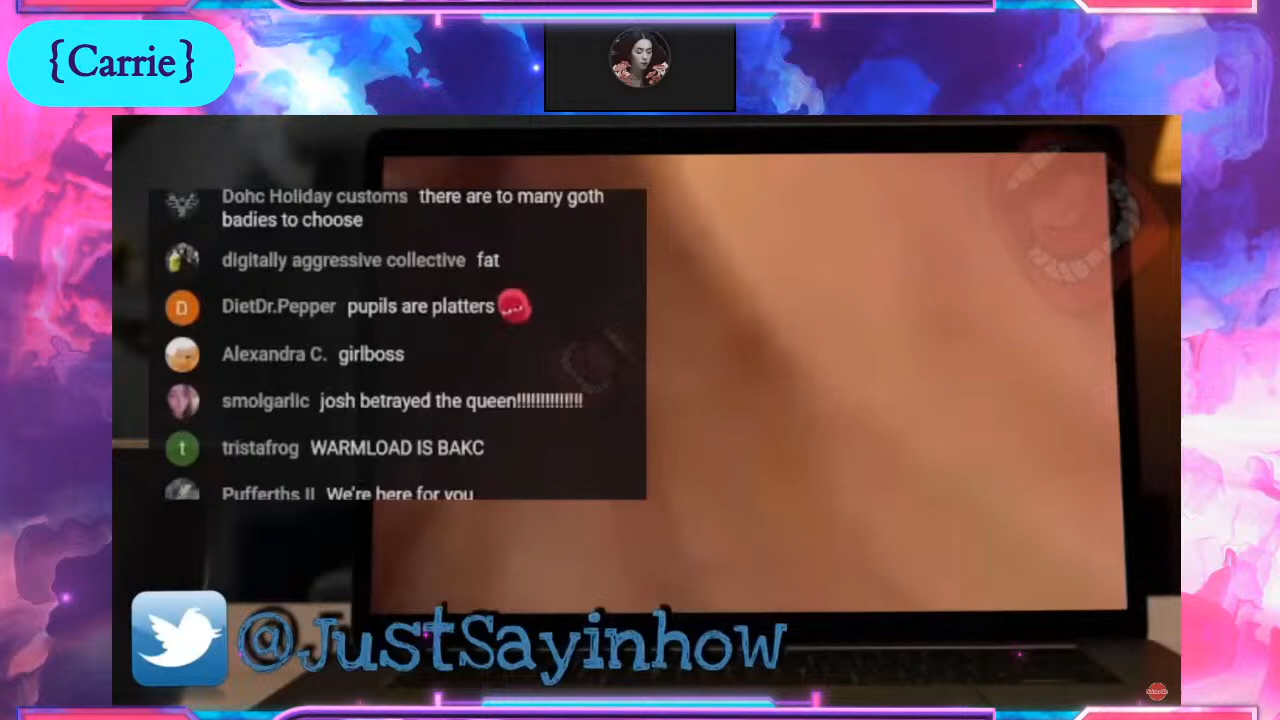 {Carrie}
Dohc Holiday customs there are to many goth
badies to choose
digitally aggressive collective fat
D DietDr.Pepper pupils are platters
Alexandra C. girlboss
smolgarlic josh betrayed the queen!!!!!!!!!!!!!!
t tristafrog WARMLOAD IS BAKC
Pufferths II We're here for you
@JustSayinhow